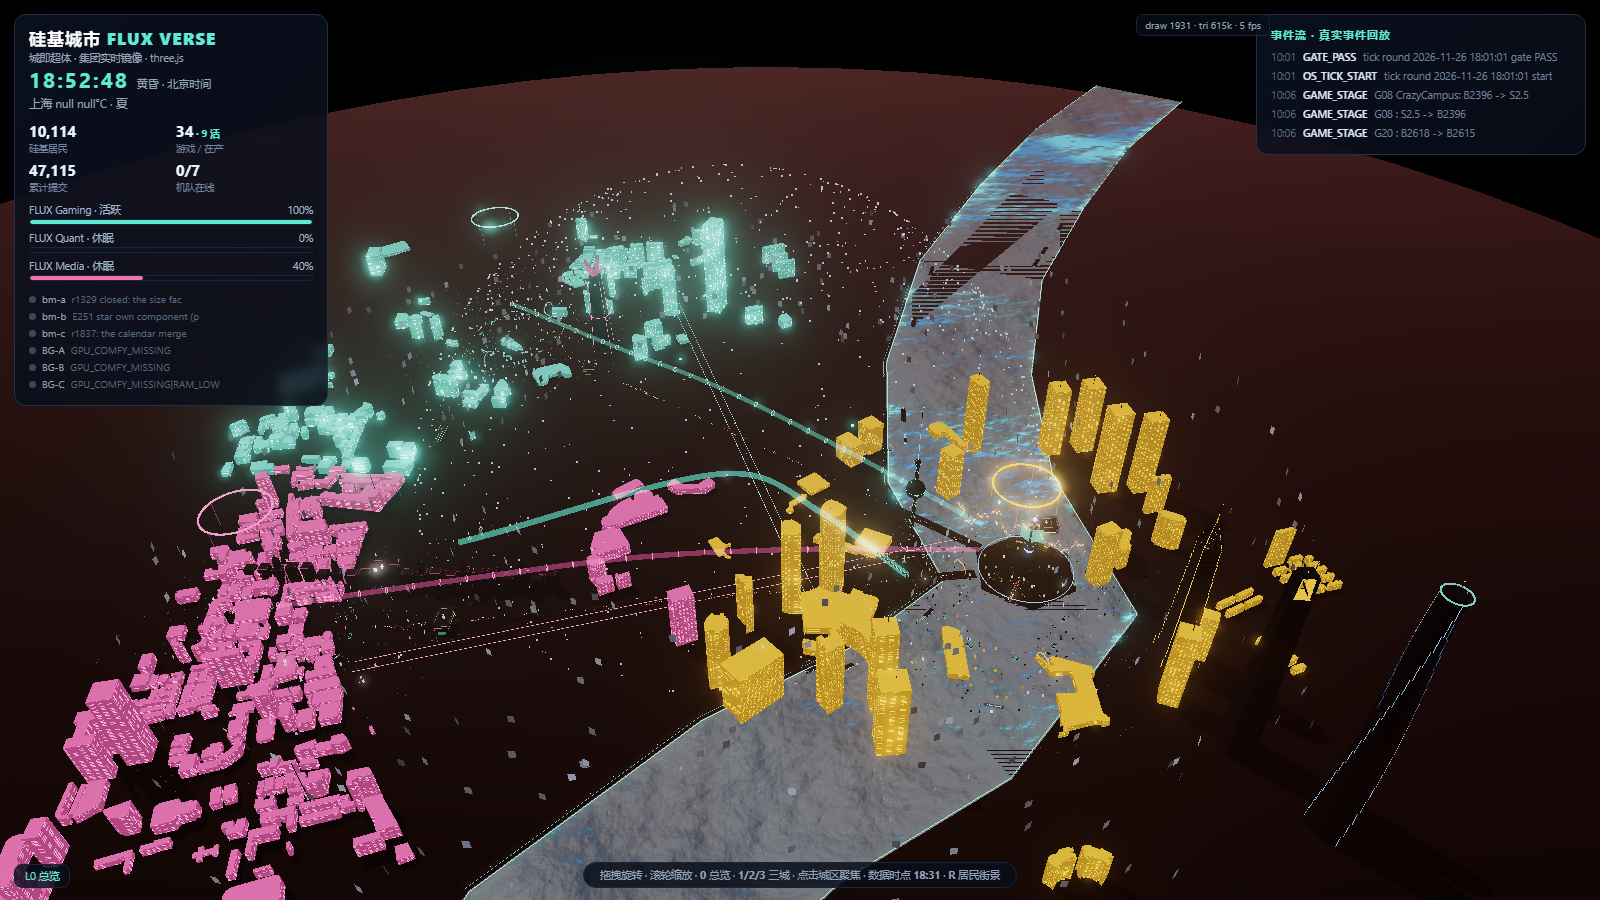 硅基城市 FLUX VERSE
城即超体 · 集团实时镜像 · three.js
18:52:48 黄昏 · 北京时间
上海 null null°C · 夏
10,114
硅基居民
34 · 9 活
游戏 / 在产
47,115
累计提交
0/7
机队在线
FLUX Gaming · 活跃 100%
FLUX Quant · 休眠 0%
FLUX Media · 休眠 40%
bm-a r1329 closed: the size fac
bm-b E251 star own component (p
bm-c r1837: the calendar merge
BG-A GPU_COMFY_MISSING
BG-B GPU_COMFY_MISSING
BG-C GPU_COMFY_MISSING|RAM_LOW
draw 1931 · tri 615k · 5 fps
事件流 · 真实事件回放
10:01 GATE_PASS tick round 2026-11-26 18:01:01 gate PASS
10:01 OS_TICK_START tick round 2026-11-26 18:01:01 start
10:06 GAME_STAGE G08 CrazyCampus: B2396 -> S2.5
10:06 GAME_STAGE G08 : S2.5 -> B2396
10:06 GAME_STAGE G20 : B2618 -> B2615
L0 总览
拖拽旋转 · 滚轮缩放 · 0 总览 · 1/2/3 三城 · 点击城区聚焦 · 数据时点 18:31 · R 居民街景